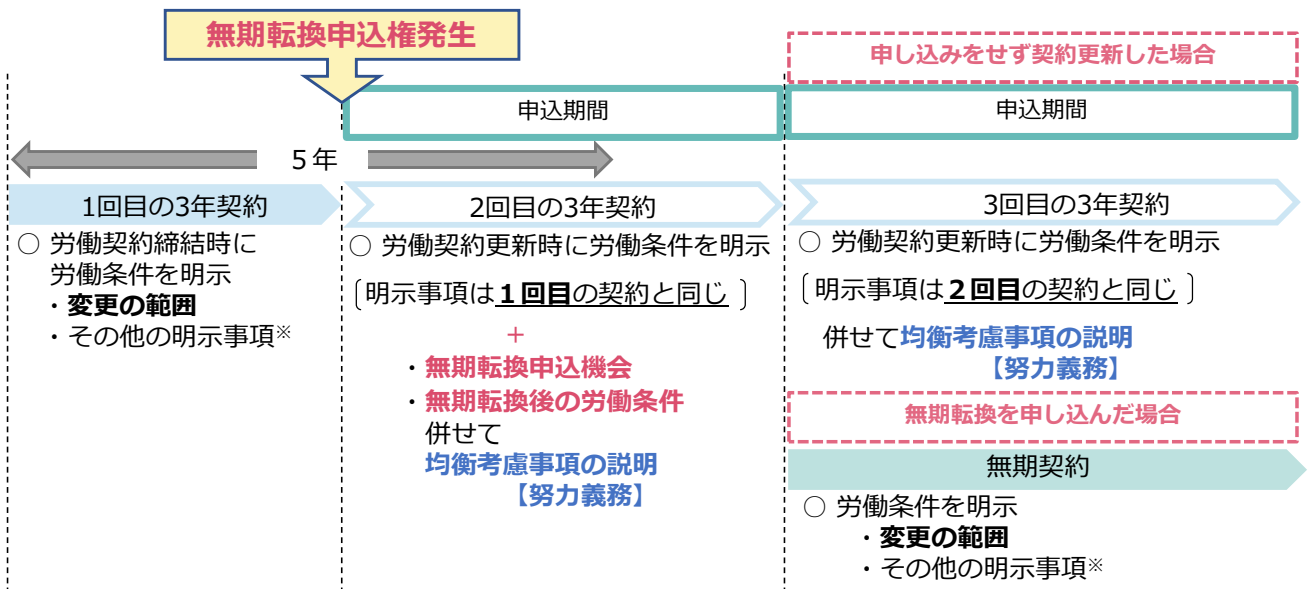 無期転換申込権発生
申し込みをせず契約更新した場合
申込期間
申込期間
５年
1回目の3年契約
2回目の3年契約
3回目の3年契約
○ 労働契約締結時に
労働条件を明示
・変更の範囲
・その他の明示事項※
○ 労働契約更新時に労働条件を明示
〔明示事項は１回目の契約と同じ 〕
＋
・無期転換申込機会
・無期転換後の労働条件
併せて
均衡考慮事項の説明
【努力義務】
○ 労働契約更新時に労働条件を明示
〔明示事項は２回目の契約と同じ 〕
併せて均衡考慮事項の説明
【努力義務】
無期転換を申し込んだ場合
無期契約
○ 労働条件を明示
・変更の範囲
・その他の明示事項※